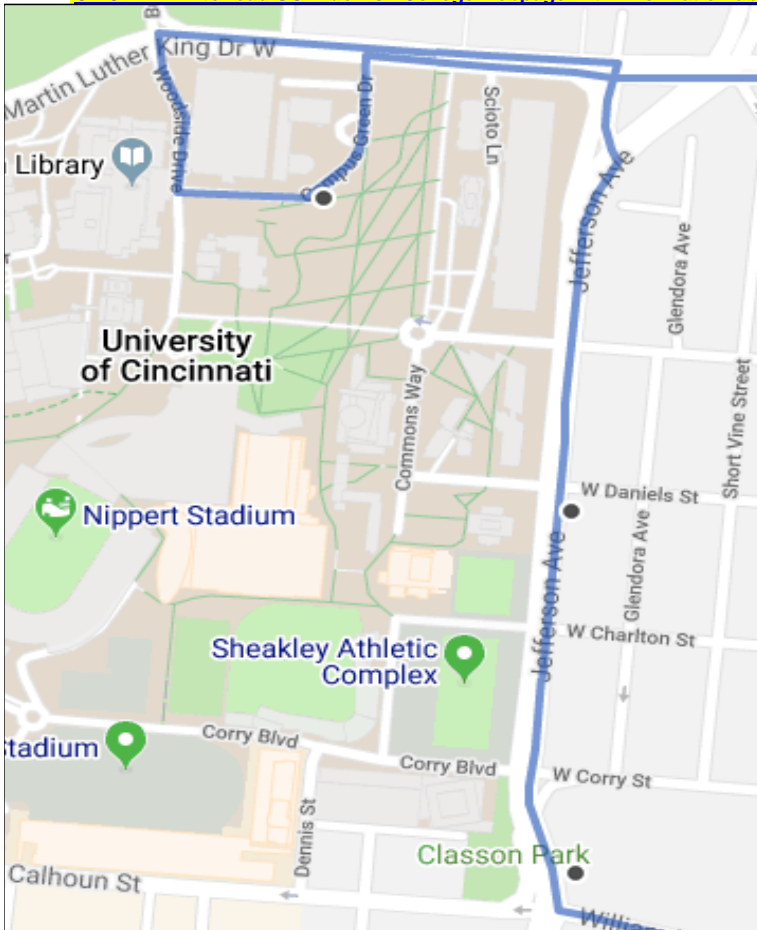 B
Martin Luther King Dr W
Woodside Drive
Campus Green Dr
Scioto Ln
Library
Jefferson Ave
Glendora Ave
University
of Cincinnati
Commons Way
Short Vine Street
W Daniels St
Nippert Stadium
Glendora Ave
Jefferson Ave
W Charlton St
Sheakley Athletic
Complex
Corry Blvd
tadium
Corry Blvd
W Corry St
Dennis St
Classon Park
Calhoun St
William